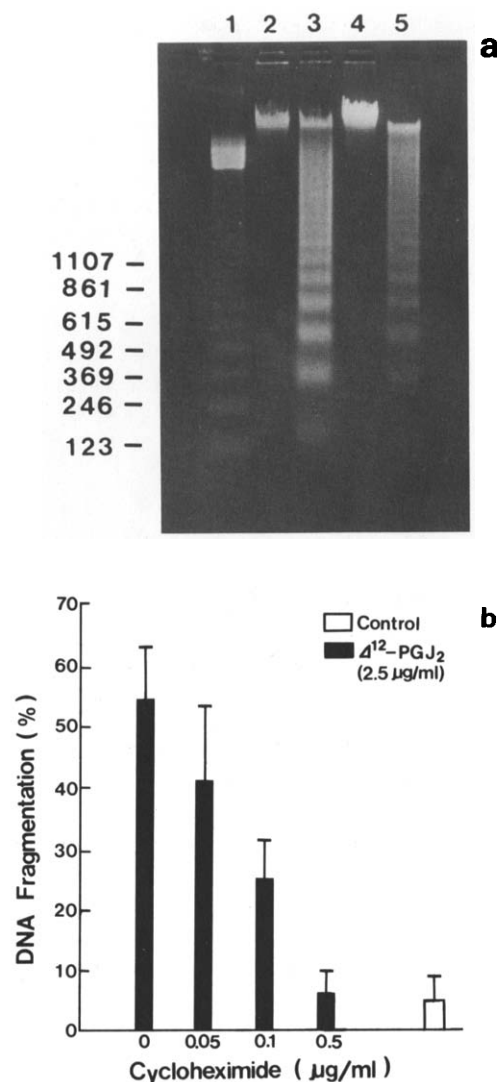 1 2 3 4 5
a
1107 –
861 –
615 –
492 –
369 –
246 –
123 –
b
70
60
50
40
30
20
10
0
DNA Fragmentation (%)
Control
Δ¹²-PGJ₂
(2.5 μg/ml)
0 0.05 0.1 0.5
Cycloheximide ( μg/ml)